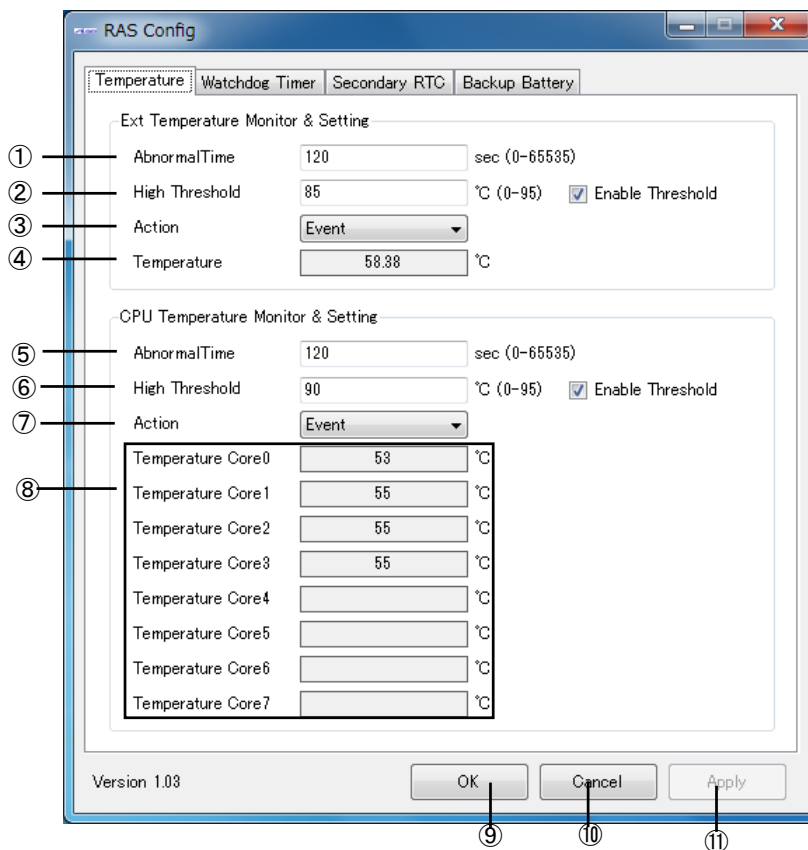 RAS Config
Temperature Watchdog Timer Secondary RTC Backup Battery
Ext Temperature Monitor & Setting
① AbnormalTime 120 sec (0-65535)
② High Threshold 85 °C (0-95) Enable Threshold
③ Action Event
④ Temperature 58.38 °C
CPU Temperature Monitor & Setting
⑤ AbnormalTime 120 sec (0-65535)
⑥ High Threshold 90 °C (0-95) Enable Threshold
⑦ Action Event
Temperature Core0 53 °C
⑧ Temperature Core1 55 °C
Temperature Core2 55 °C
Temperature Core3 55 °C
Temperature Core4 °C
Temperature Core5 °C
Temperature Core6 °C
Temperature Core7 °C
Version 1.03 OK Cancel Apply
⑨ ⑩ ⑪